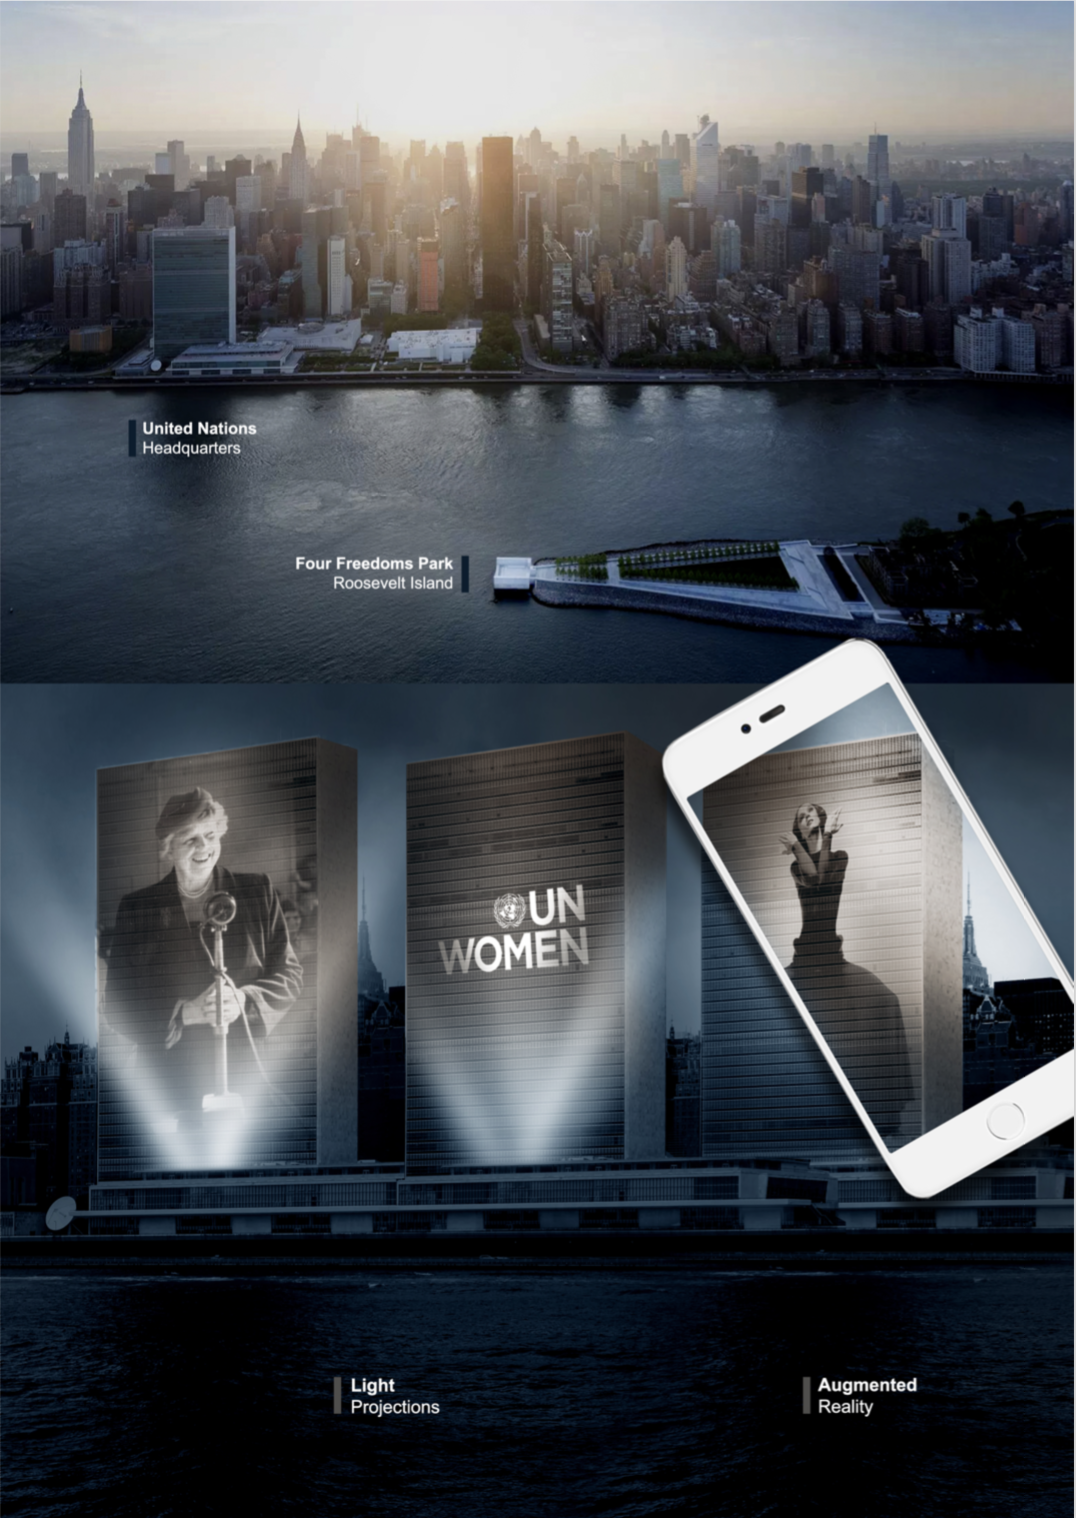 United Nations
Headquarters
Four Freedoms Park
Roosevelt Island
UN
WOMEN
Light
Projections
Augmented
Reality